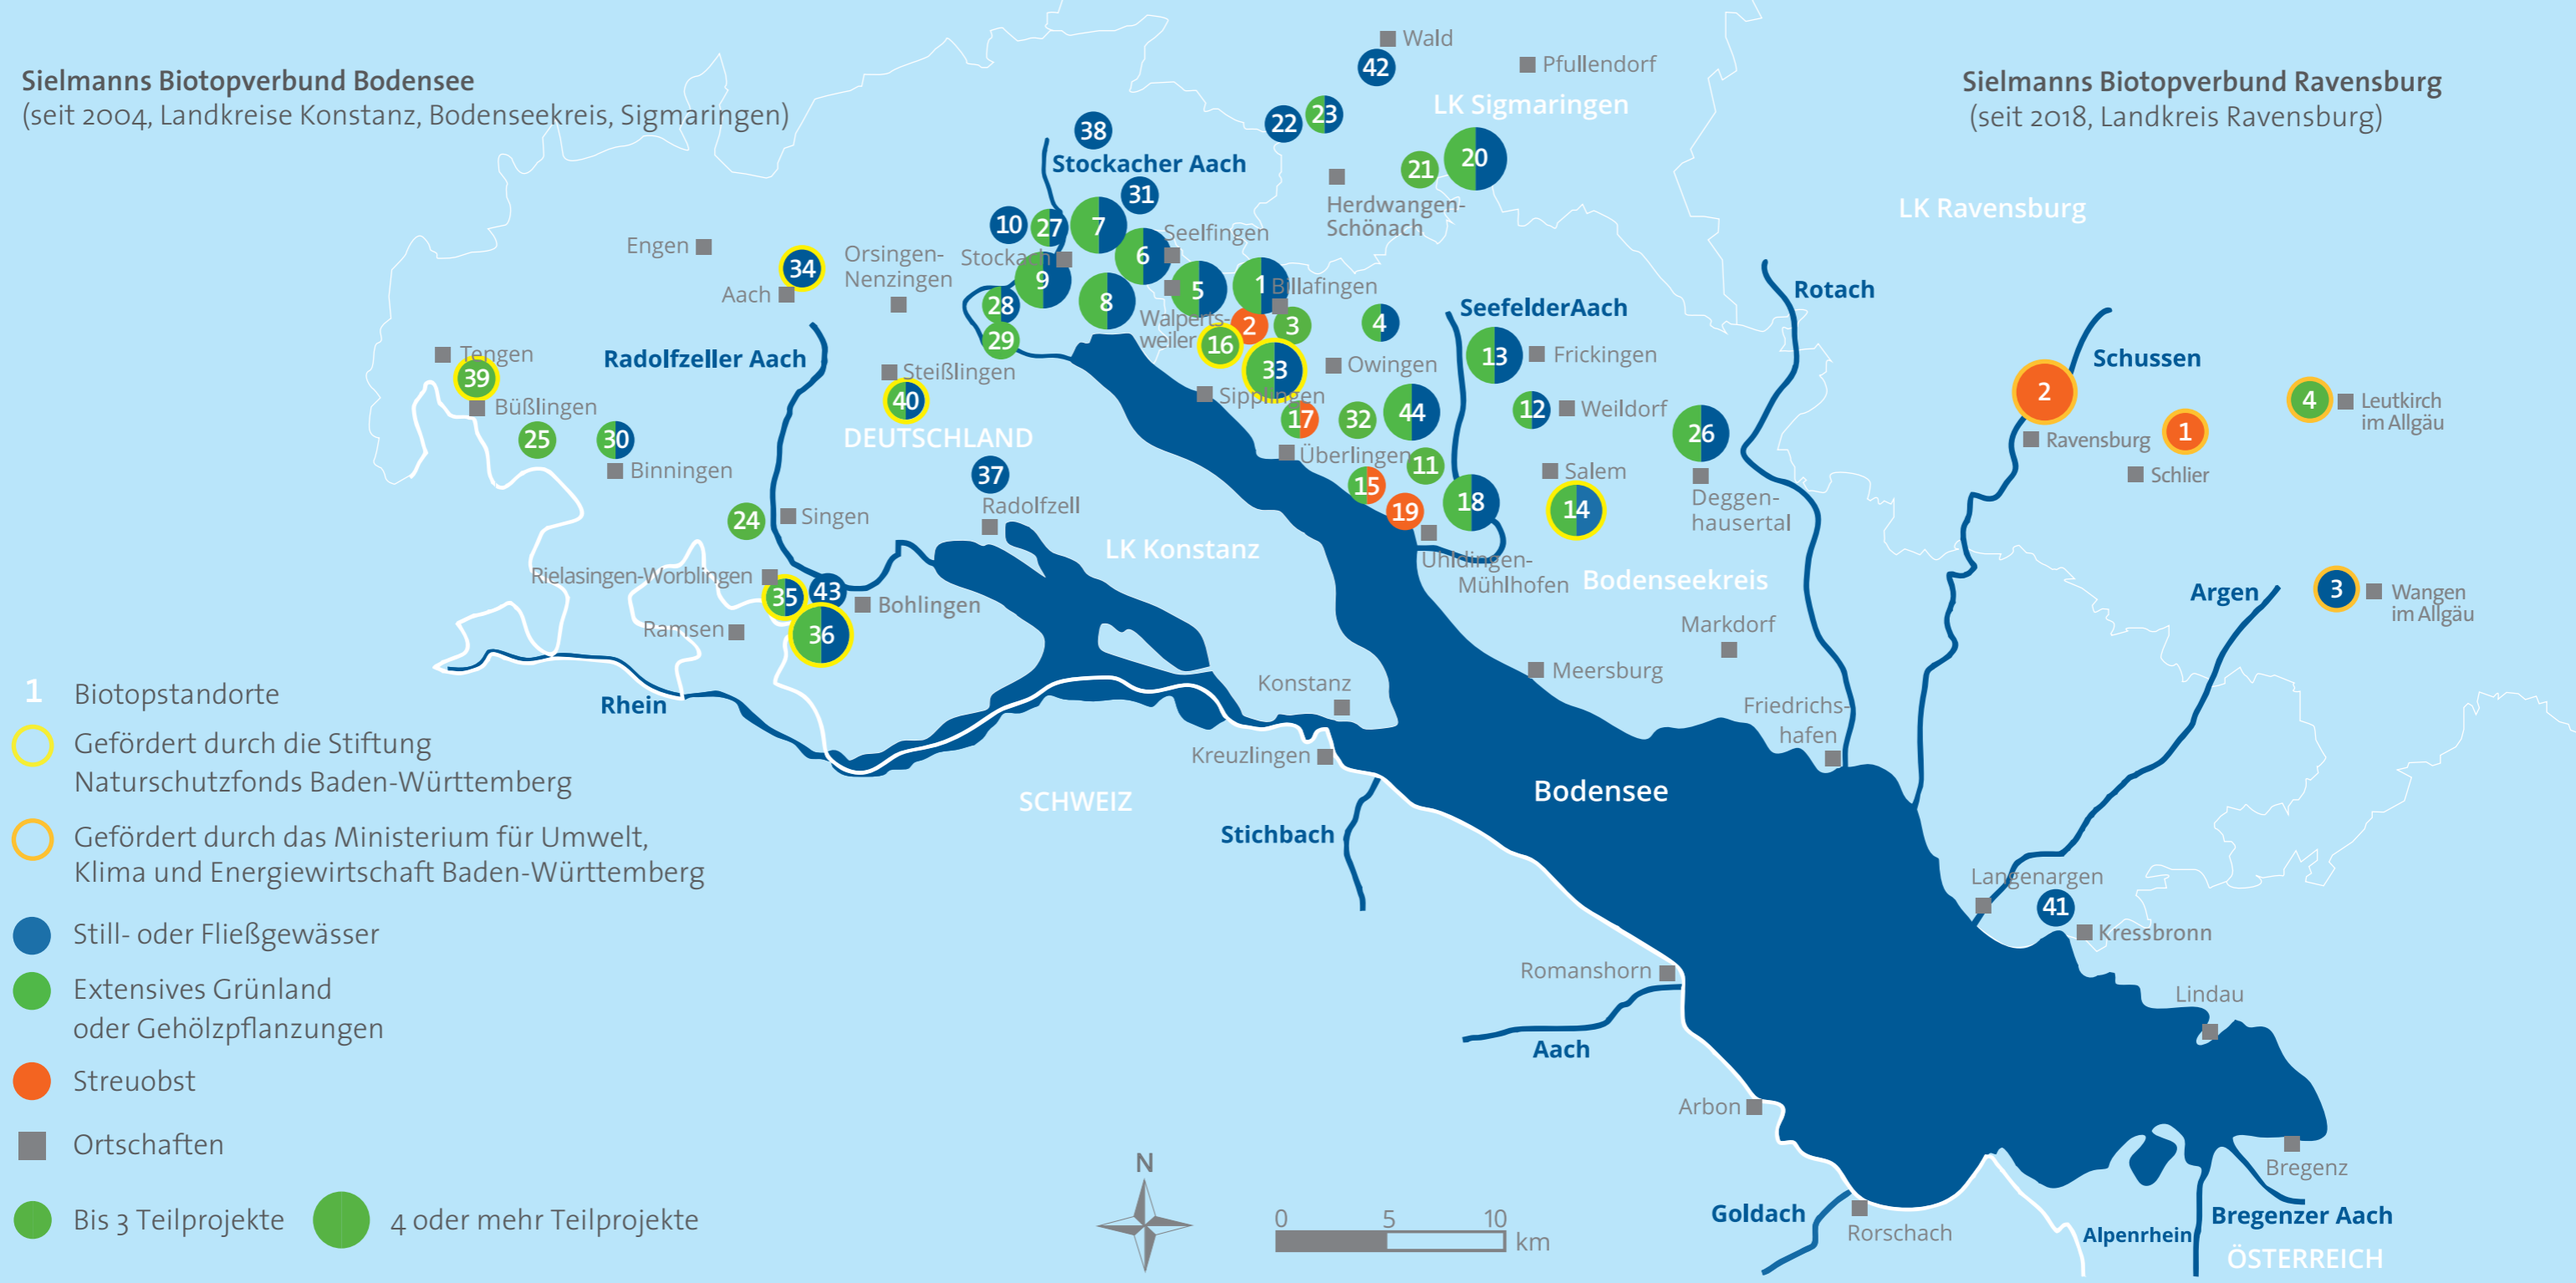 Sielmanns Biotopverbund Bodensee
(seit 2004, Landkreise Konstanz, Bodenseekreis, Sigmaringen)
Sielmanns Biotopverbund Ravensburg
(seit 2018, Landkreis Ravensburg)
Wald
42
Pfullendorf
LK Sigmaringen
22
23
38
Stockacher Aach
20
21
31
Herdwangen-
Schönach
LK Ravensburg
10
27
7
Seelfingen
6
Engen
34
Aach
Orsingen-
Nenzingen
Stockach
9
5
1
Billafingen
8
28
29
Walperts-
weiler
2
3
4
16
33
SeefelderAach
Rotach
13
Frickingen
Owingen
Tengen
39
Büßlingen
Radolfzeller Aach
Steißlingen
40
DEUTSCHLAND
Sipplingen
17
32
44
12
Weildorf
26
Schussen
2
Ravensburg
1
Schlier
4
Leutkirch
im Allgäu
25
30
Binningen
37
Radolfzell
Überlingen
11
15
19
18
Salem
14
Deggen-
hausertal
24
Singen
LK Konstanz
Uhldingen-
Mühlhofen
Bodenseekreis
Rielasingen-Worblingen
35
43
Bohlingen
Ramsen
36
Argen
3
Wangen
im Allgäu
Markdorf
Meersburg
Konstanz
Friedrichs-
hafen
Rhein
Kreuzlingen
Bodensee
SCHWEIZ
Stichbach
Langenargen
41
Kressbronn
Romanshorn
Aach
Lindau
Arbon
Bregenz
Goldach
Rorschach
Alpenrhein
Bregenzer Aach
ÖSTERREICH
1 Biotopstandorte
Gefördert durch die Stiftung
Naturschutzfonds Baden-Württemberg
Gefördert durch das Ministerium für Umwelt,
Klima und Energiewirtschaft Baden-Württemberg
Still- oder Fließgewässer
Extensives Grünland
oder Gehölzpflanzungen
Streuobst
Ortschaften
Bis 3 Teilprojekte
4 oder mehr Teilprojekte
N
0 5 10
km